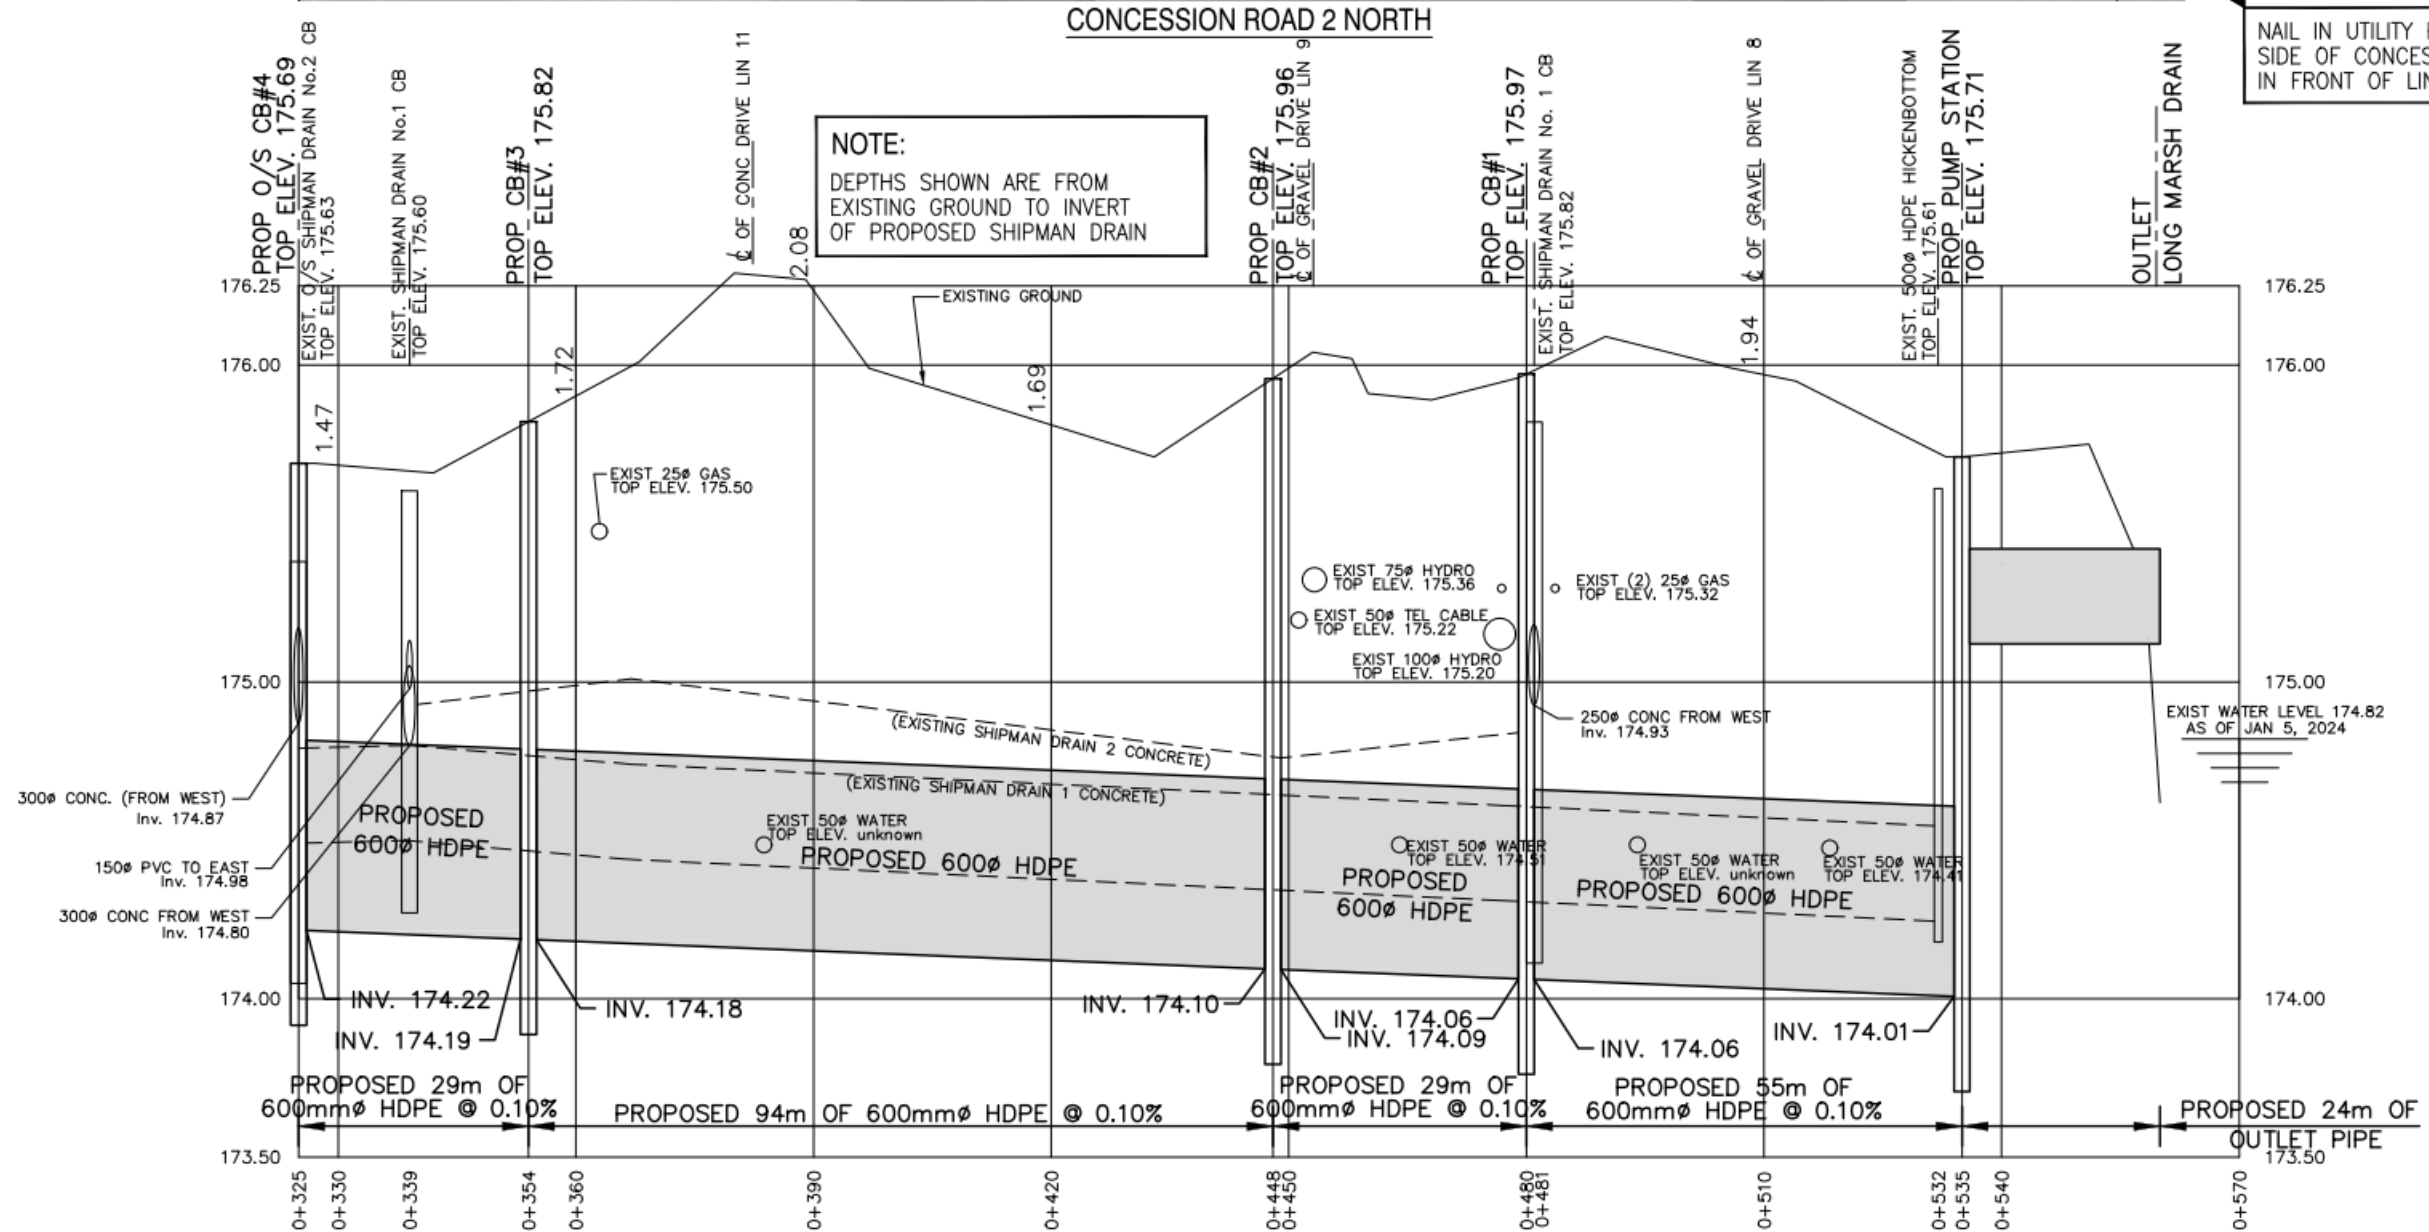 CONCESSION ROAD 2 NORTH
NAIL IN UTILITY
SIDE OF CONCES
IN FRONT OF LIN
PROP O/S CB#4
TOP ELEV. 175.69
EXIST. O/S SHIPMAN DRAIN No.2 CB
TOP ELEV. 175.63
EXIST. SHIPMAN DRAIN No.1 CB
TOP ELEV. 175.60
PROP CB#3
TOP ELEV. 175.82
℄ OF CONC DRIVE LIN 11
NOTE:
DEPTHS SHOWN ARE FROM
EXISTING GROUND TO INVERT
OF PROPOSED SHIPMAN DRAIN
PROP CB#2
TOP ELEV. 175.96
℄ OF GRAVEL DRIVE LIN 9
PROP CB#1
TOP ELEV. 175.97
EXIST. SHIPMAN DRAIN No. 1 CB
TOP ELEV. 175.82
℄ OF GRAVEL DRIVE LIN 8
EXIST. 500ø HDPE HICKENBOTTOM
TOP ELEV. 175.61
PROP PUMP STATION
TOP ELEV. 175.71
OUTLET
LONG MARSH DRAIN
176.25
176.00
175.00
174.00
173.50
176.25
176.00
175.00
174.00
173.50
1.47
1.72
2.08
1.69
1.94
EXISTING GROUND
EXIST 25ø GAS
TOP ELEV. 175.50
EXIST 75ø HYDRO
TOP ELEV. 175.36
EXIST 50ø TEL CABLE
TOP ELEV. 175.22
EXIST 100ø HYDRO
TOP ELEV. 175.20
EXIST (2) 25ø GAS
TOP ELEV. 175.32
250ø CONC FROM WEST
Inv. 174.93
EXIST WATER LEVEL 174.82
AS OF JAN 5, 2024
(EXISTING SHIPMAN DRAIN 2 CONCRETE)
(EXISTING SHIPMAN DRAIN 1 CONCRETE)
300ø CONC. (FROM WEST)
Inv. 174.87
150ø PVC TO EAST
Inv. 174.98
300ø CONC FROM WEST
Inv. 174.80
PROPOSED
600ø HDPE
EXIST 50ø WATER
TOP ELEV. unknown
PROPOSED 600ø HDPE
EXIST 50ø WATER
TOP ELEV. 174.51
PROPOSED
600ø HDPE
EXIST 50ø WATER
TOP ELEV. unknown
EXIST 50ø WATER
TOP ELEV. 174.41
PROPOSED 600ø HDPE
INV. 174.22
INV. 174.19
INV. 174.18
INV. 174.10
INV. 174.06
INV. 174.09
INV. 174.06
INV. 174.01
PROPOSED 29m OF
600mmø HDPE @ 0.10%
PROPOSED 94m OF 600mmø HDPE @ 0.10%
PROPOSED 29m OF
600mmø HDPE @ 0.10%
PROPOSED 55m OF
600mmø HDPE @ 0.10%
PROPOSED 24m OF
OUTLET PIPE
0+325
0+330
0+339
0+354
0+360
0+390
0+420
0+448
0+450
0+480
0+481
0+510
0+532
0+535
0+540
0+570